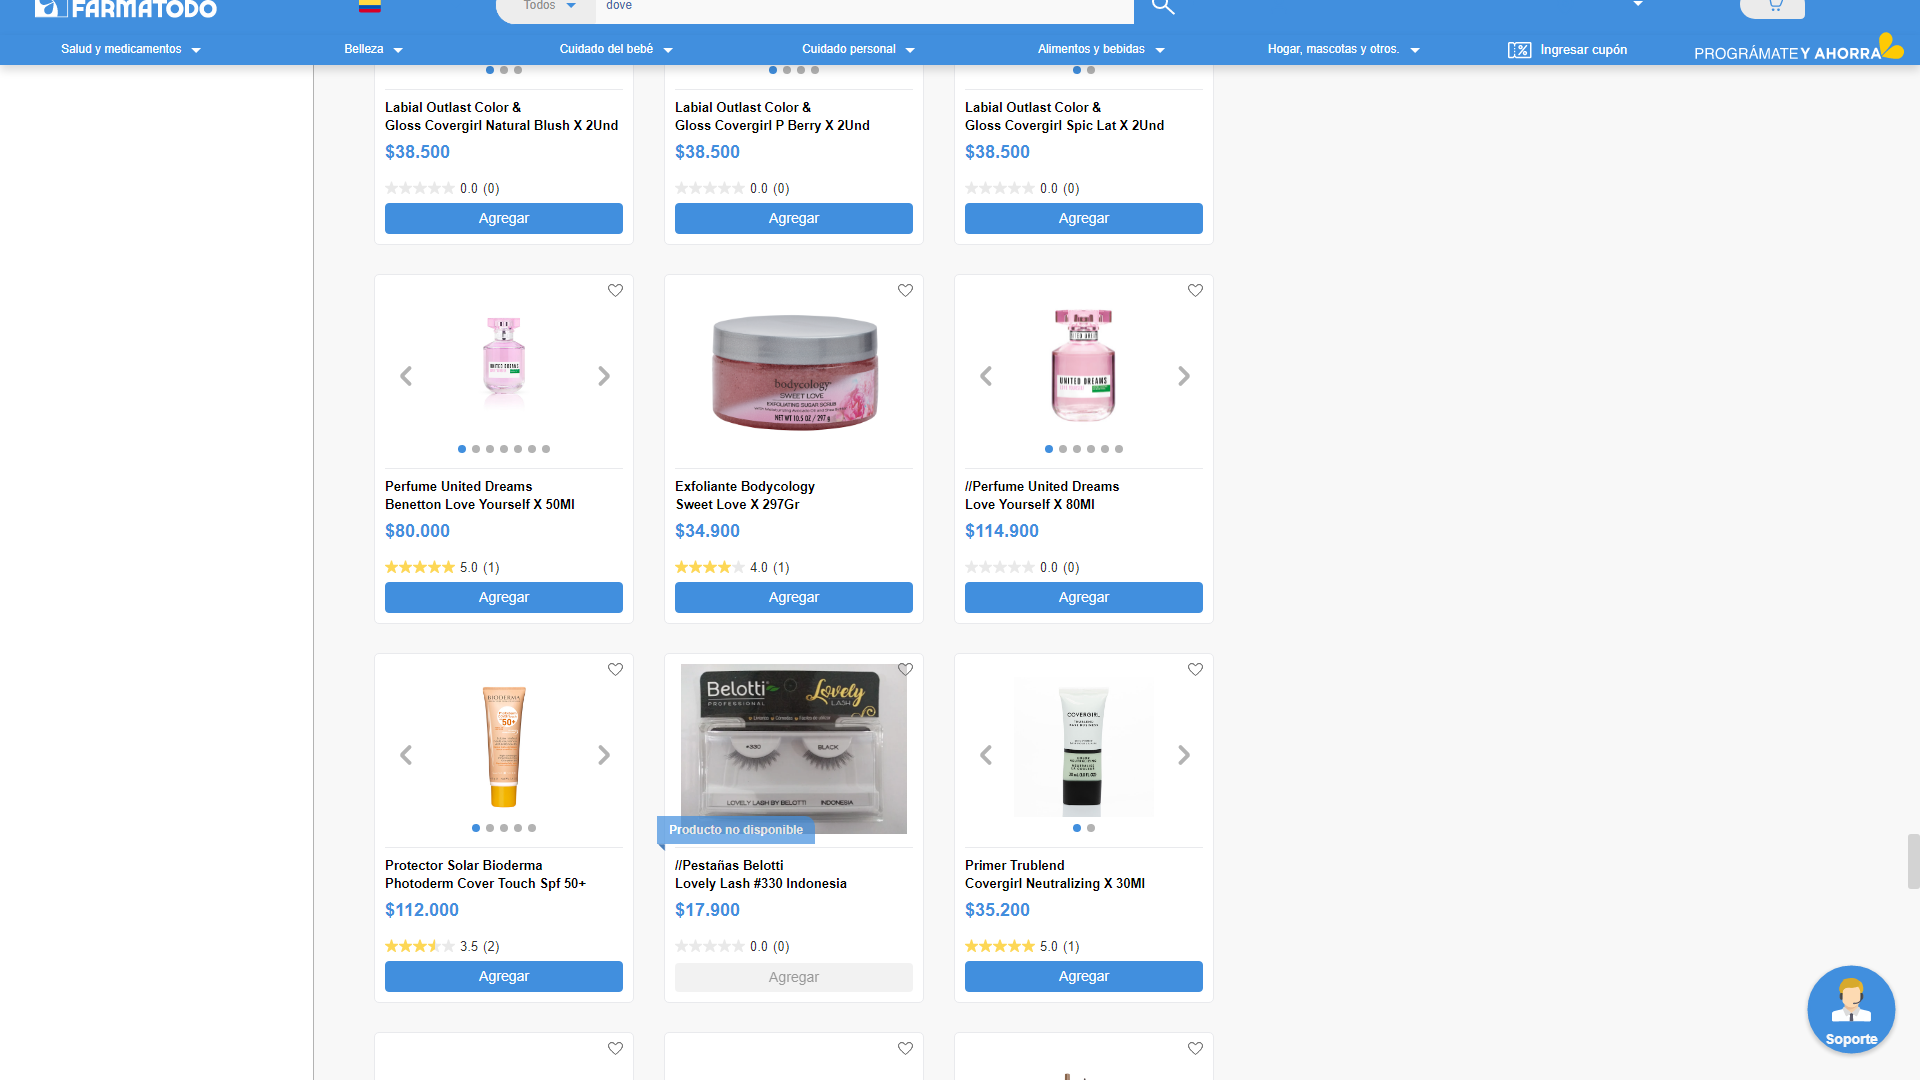 FARMATODO
Todos
dove
Salud y medicamentos
Belleza
Cuidado del bebé
Cuidado personal
Alimentos y bebidas
Hogar, mascotas y otros.
Ingresar cupón
PROGRÁMATE Y AHORRA
Labial Outlast Color &
Gloss Covergirl Natural Blush X 2Und
$38.500
0.0 (0)
Agregar
Labial Outlast Color &
Gloss Covergirl P Berry X 2Und
$38.500
0.0 (0)
Agregar
Labial Outlast Color &
Gloss Covergirl Spic Lat X 2Und
$38.500
0.0 (0)
Agregar
UNITED DREAMS
Perfume United Dreams
Benetton Love Yourself X 50Ml
$80.000
5.0 (1)
Agregar
bodycology
SWEET LOVE
EXFOLIATING SUGAR SCRUB
NET WT 10.5 OZ / 297 g
Exfoliante Bodycology
Sweet Love X 297Gr
$34.900
4.0 (1)
Agregar
UNITED DREAMS
//Perfume United Dreams
Love Yourself X 80Ml
$114.900
0.0 (0)
Agregar
BIODERMA
50+
Protector Solar Bioderma
Photoderm Cover Touch Spf 50+
$112.000
3.5 (2)
Agregar
Belotti
PROFESSIONAL
Lovely
LASH
#330
BLACK
LOVELY LASH BY BELOTTI
INDONESIA
Producto no disponible
//Pestañas Belotti
Lovely Lash #330 Indonesia
$17.900
0.0 (0)
Agregar
COVERGIRL
Primer Trublend
Covergirl Neutralizing X 30Ml
$35.200
5.0 (1)
Agregar
Soporte